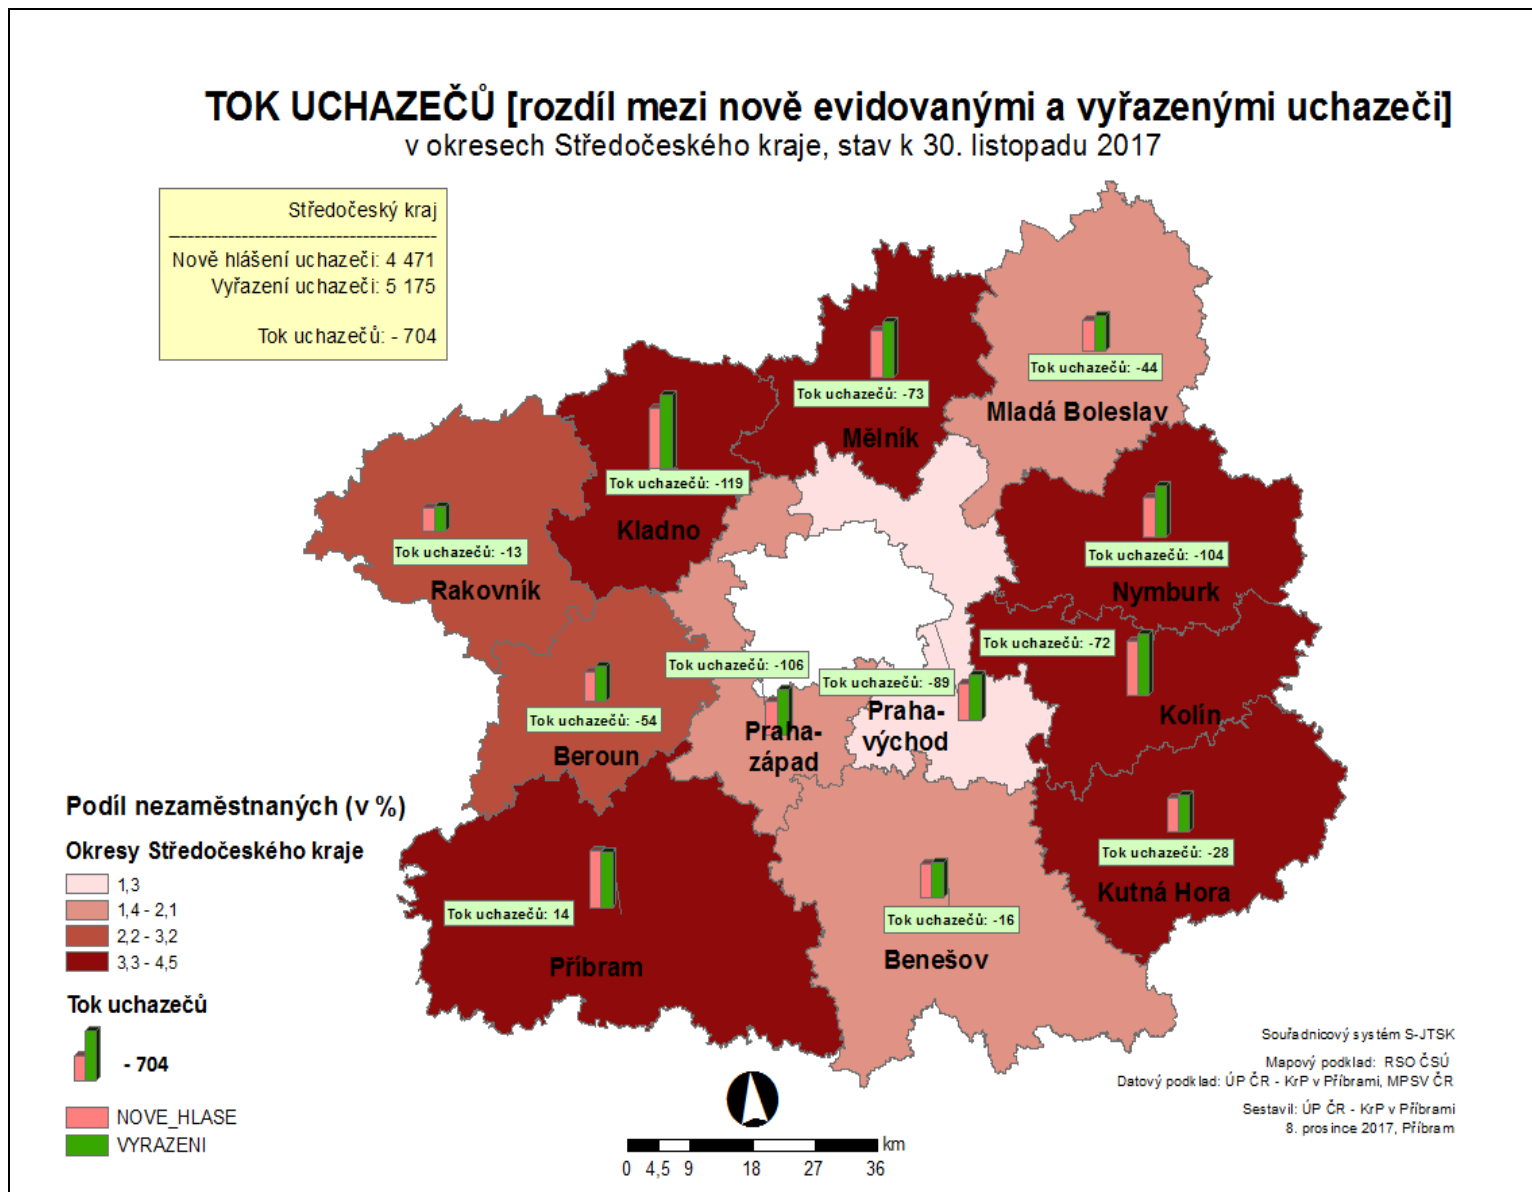 TOK UCHAZEČŮ [rozdíl mezi nově evidovanými a vyřazenými uchazeči]
v okresech Středočeského kraje, stav k 30. listopadu 2017
Středočeský kraj
------------------------------------
Nově hlášení uchazeči: 4 471
Vyřazení uchazeči: 5 175
Tok uchazečů: - 704
Tok uchazečů: -44
Mladá Boleslav
Tok uchazečů: -73
Mělník
Tok uchazečů: -119
Kladno
Tok uchazečů: -13
Rakovník
Tok uchazečů: -104
Nymburk
Tok uchazečů: -72
Kolín
Tok uchazečů: -106
Praha-
západ
Tok uchazečů: -89
Praha-
východ
Tok uchazečů: -54
Beroun
Tok uchazečů: -28
Kutná Hora
Tok uchazečů: 14
Příbram
Tok uchazečů: -16
Benešov
Podíl nezaměstnaných (v %)
Okresy Středočeského kraje
1,3
1,4 - 2,1
2,2 - 3,2
3,3 - 4,5
Tok uchazečů
- 704
NOVE_HLASE
VYRAZENI
km
0 4,5 9 18 27 36
Souřadnicový systém S-JTSK
Mapový podklad: RSO ČSÚ
Datový podklad: ÚP ČR - KrP v Příbrami, MPSV ČR
Sestavil: ÚP ČR - KrP v Příbrami
8. prosince 2017, Příbram